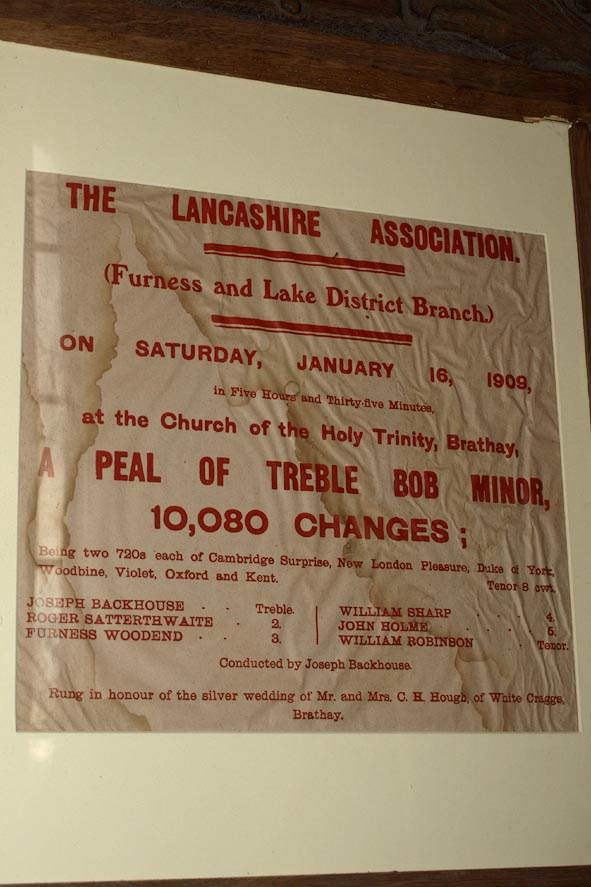 THE LANCASHIRE ASSOCIATION.
(Furness and Lake District Branch.)
ON SATURDAY, JANUARY 16, 1909,
in Five Hours and Thirty-five Minutes,
at the Church of the Holy Trinity, Brathay,
A PEAL OF TREBLE BOB MINOR,
10,080 CHANGES;
Being two 720s each of Cambridge Surprise, New London Pleasure, Duke of York,
Woodbine, Violet, Oxford and Kent. Tenor 8 cwt.
JOSEPH BACKHOUSE - - Treble.
ROGER SATTERTHWAITE - 2.
FURNESS WOODEND - - 3.
WILLIAM SHARP - - - - 4.
JOHN HOLME - - - - 5.
WILLIAM ROBINSON - - - Tenor.
Conducted by Joseph Backhouse.
Rung in honour of the silver wedding of Mr. and Mrs. C. H. Hough, of White Craggs,
Brathay.